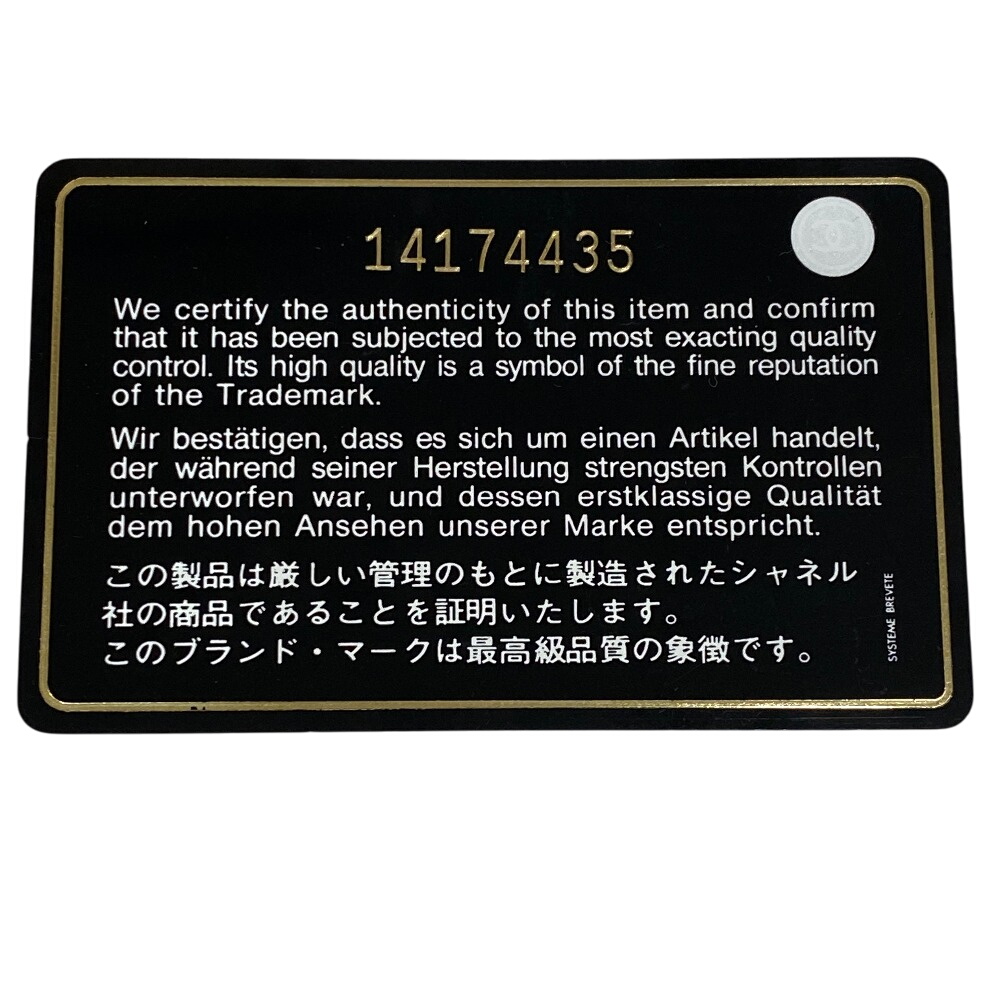 14174435
We certify the authenticity of this item and confirm
that it has been subjected to the most exacting quality
control. Its high quality is a symbol of the fine reputation
of the Trademark.
Wir bestätigen, dass es sich um einen Artikel handelt,
der während seiner Herstellung strengsten Kontrollen
unterworfen war, und dessen erstklassige Qualität
dem hohen Ansehen unserer Marke entspricht.
この製品は厳しい管理のもとに製造されたシャネル
社の商品であることを証明いたします。
このブランド・マークは最高級品質の象徴です。
SYSTEME BREVETE